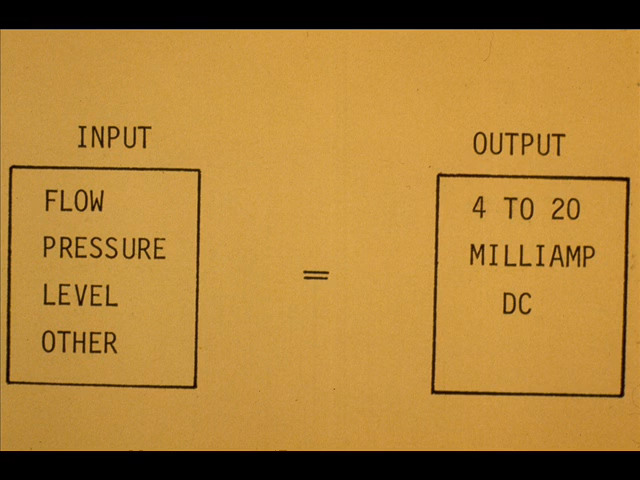 INPUT
FLOW
PRESSURE
LEVEL
OTHER
=
OUTPUT
4 TO 20
MILLIAMP
DC